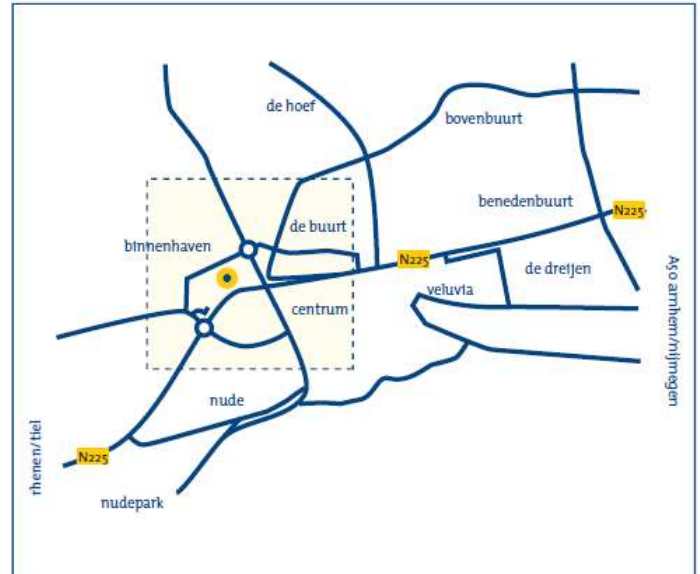 de hoef
bovenbuurt
benedenbuurt
N225
de buurt
binnenhaven
N225
de dreijen
veluvia
centrum
A50 arnhem/nijmegen
nude
N225
rhenen/tiel
nudepark